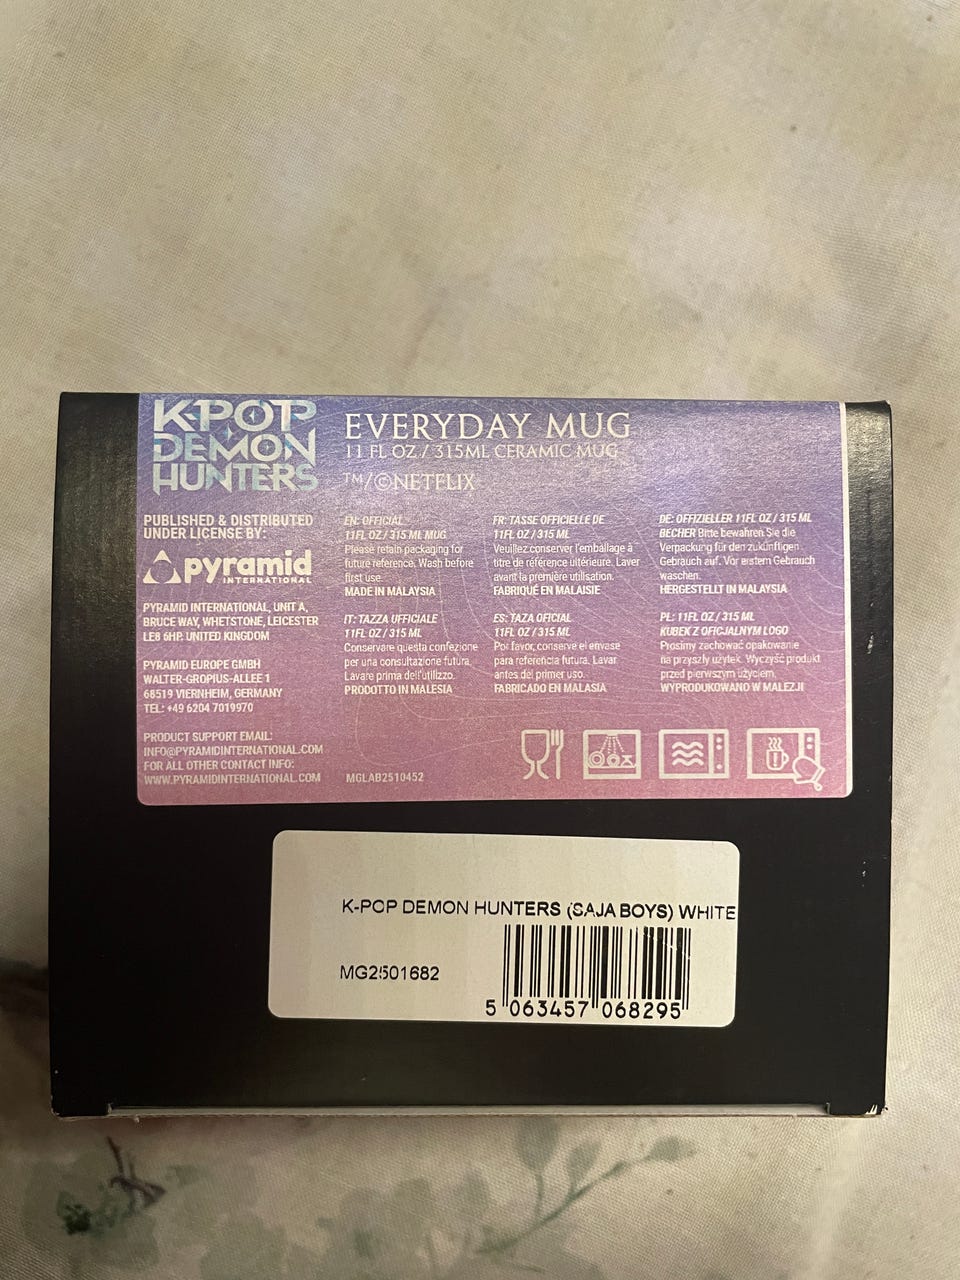 K-POP
DEMON
HUNTERS
EVERYDAY MUG
11 FL OZ / 315ML CERAMIC MUG
™/©NETFLIX
PUBLISHED & DISTRIBUTED
UNDER LICENSE BY:
pyramid
INTERNATIONAL
PYRAMID INTERNATIONAL, UNIT A,
BRUCE WAY, WHETSTONE, LEICESTER
LE8 6HP. UNITED KINGDOM
PYRAMID EUROPE GMBH
WALTER-GROPIUS-ALLEE 1
68519 VIERNHEIM, GERMANY
TEL: +49 6204 7019970
PRODUCT SUPPORT EMAIL:
INFO@PYRAMIDINTERNATIONAL.COM
FOR ALL OTHER CONTACT INFO:
WWW.PYRAMIDINTERNATIONAL.COM
EN: OFFICIAL
11FL OZ / 315 ML MUG
Please retain packaging for
future reference. Wash before
first use.
MADE IN MALAYSIA
FR: TASSE OFFICIELLE DE
11FL OZ / 315 ML
Veuillez conserver l'emballage à
titre de référence ultérieure. Laver
avant la première utilisation.
FABRIQUÉ EN MALAISIE
DE: OFFIZIELLER 11FL OZ / 315 ML
BECHER Bitte bewahren Sie die
Verpackung für den zukünftigen
Gebrauch auf. Vor erstem Gebrauch
waschen.
HERGESTELLT IN MALAYSIA
IT: TAZZA UFFICIALE
11FL OZ / 315 ML
Conservare questa confezione
per una consultazione futura.
Lavare prima dell'utilizzo.
PRODOTTO IN MALESIA
ES: TAZA OFICIAL
11FL OZ / 315 ML
Por favor, conserve el envase
para referencia futura. Lavar
antes del primer uso.
FABRICADO EN MALASIA
PL: 11FL OZ / 315 ML
KUBEK Z OFICJALNYM LOGO
Prosimy zachować opakowanie
na przyszły użytek. Wyczyść produkt
przed pierwszym użyciem.
WYPRODUKOWANO W MALEZJI
MGLAB2510452
K-POP DEMON HUNTERS (SAJA BOYS) WHITE
MG2501682
5 063457 068295